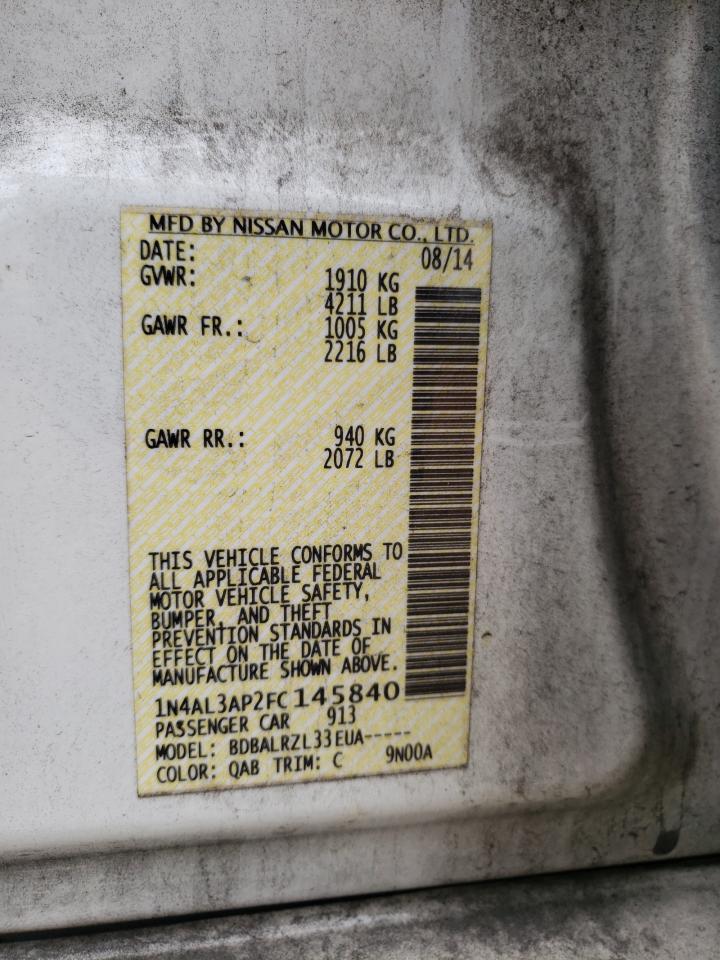 MFD BY NISSAN MOTOR CO., LTD.
DATE: 08/14
GVWR: 1910 KG
4211 LB
GAWR FR.: 1005 KG
2216 LB
GAWR RR.: 940 KG
2072 LB
THIS VEHICLE CONFORMS TO
ALL APPLICABLE FEDERAL
MOTOR VEHICLE SAFETY,
BUMPER, AND THEFT
PREVENTION STANDARDS IN
EFFECT ON THE DATE OF
MANUFACTURE SHOWN ABOVE.
1N4AL3AP2FC145840
PASSENGER CAR 913
MODEL: BDBALRZL33EUA-----
COLOR: QAB TRIM: C 9N00A